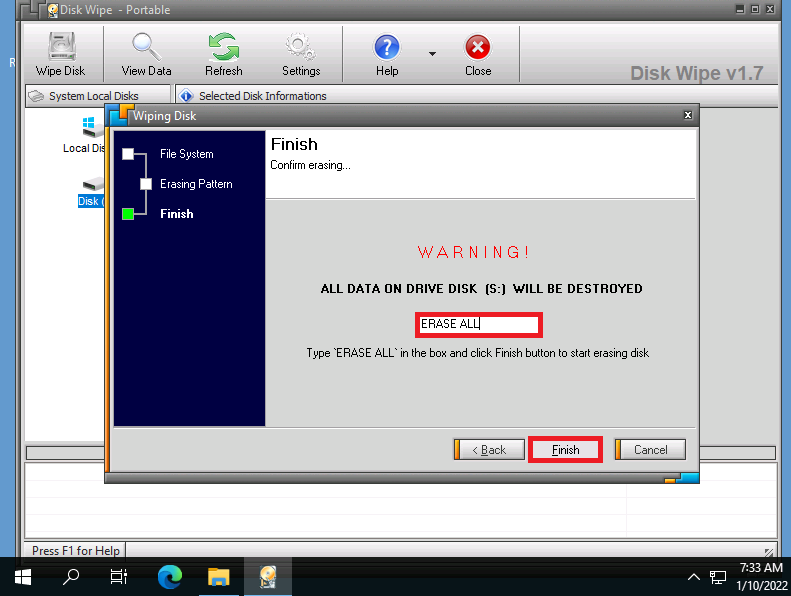 Disk Wipe - Portable
Wipe Disk
View Data
Refresh
Settings
Help
Close
Disk Wipe v1.7
System Local Disks
Selected Disk Informations
R
Local Dis
Disk (
Wiping Disk
File System
Erasing Pattern
Finish
Finish
Confirm erasing...
WARNING!
ALL DATA ON DRIVE DISK (S:) WILL BE DESTROYED
ERASE ALL
Type `ERASE ALL` in the box and click Finish button to start erasing disk
< Back
Finish
Cancel
Press F1 for Help
7:33 AM
1/10/2022